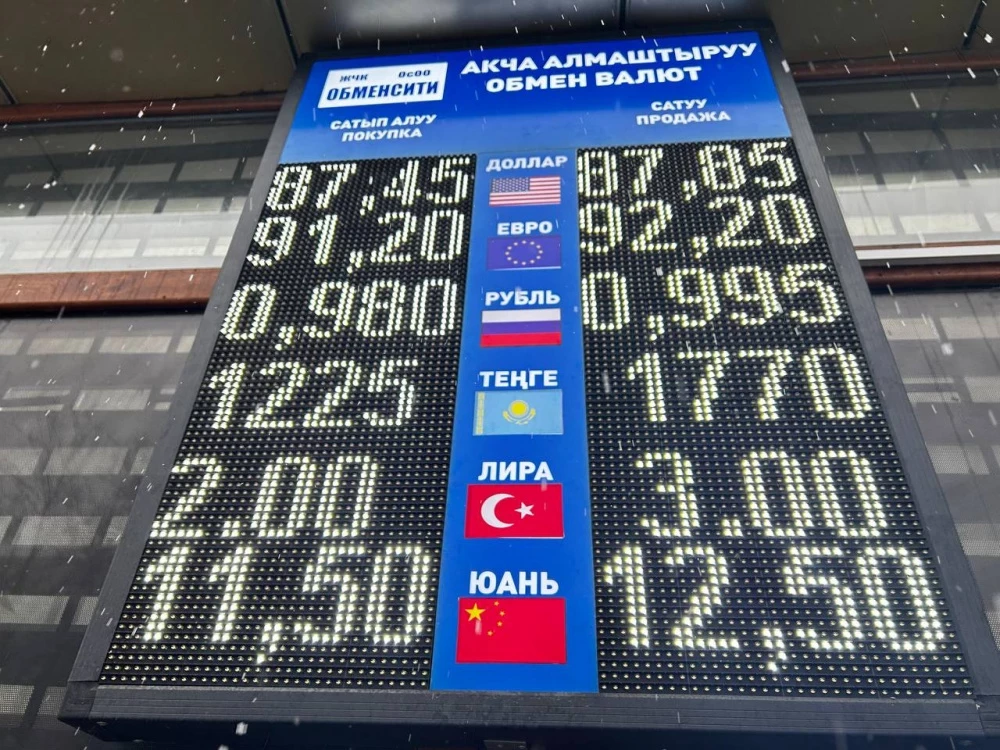 ЖЧК ОсОО
ОБМЕНСИТИ
АКЧА АЛМАШТЫРУУ
ОБМЕН ВАЛЮТ
САТЫП АЛУУ
ПОКУПКА
САТУУ
ПРОДАЖА
87,45 ДОЛЛАР 87,85
91,20 ЕВРО 92,20
0,980 РУБЛЬ 0,995
1225 ТЕҢГЕ 1770
2,00 ЛИРА 3.00
11,50 ЮАНЬ 12,50